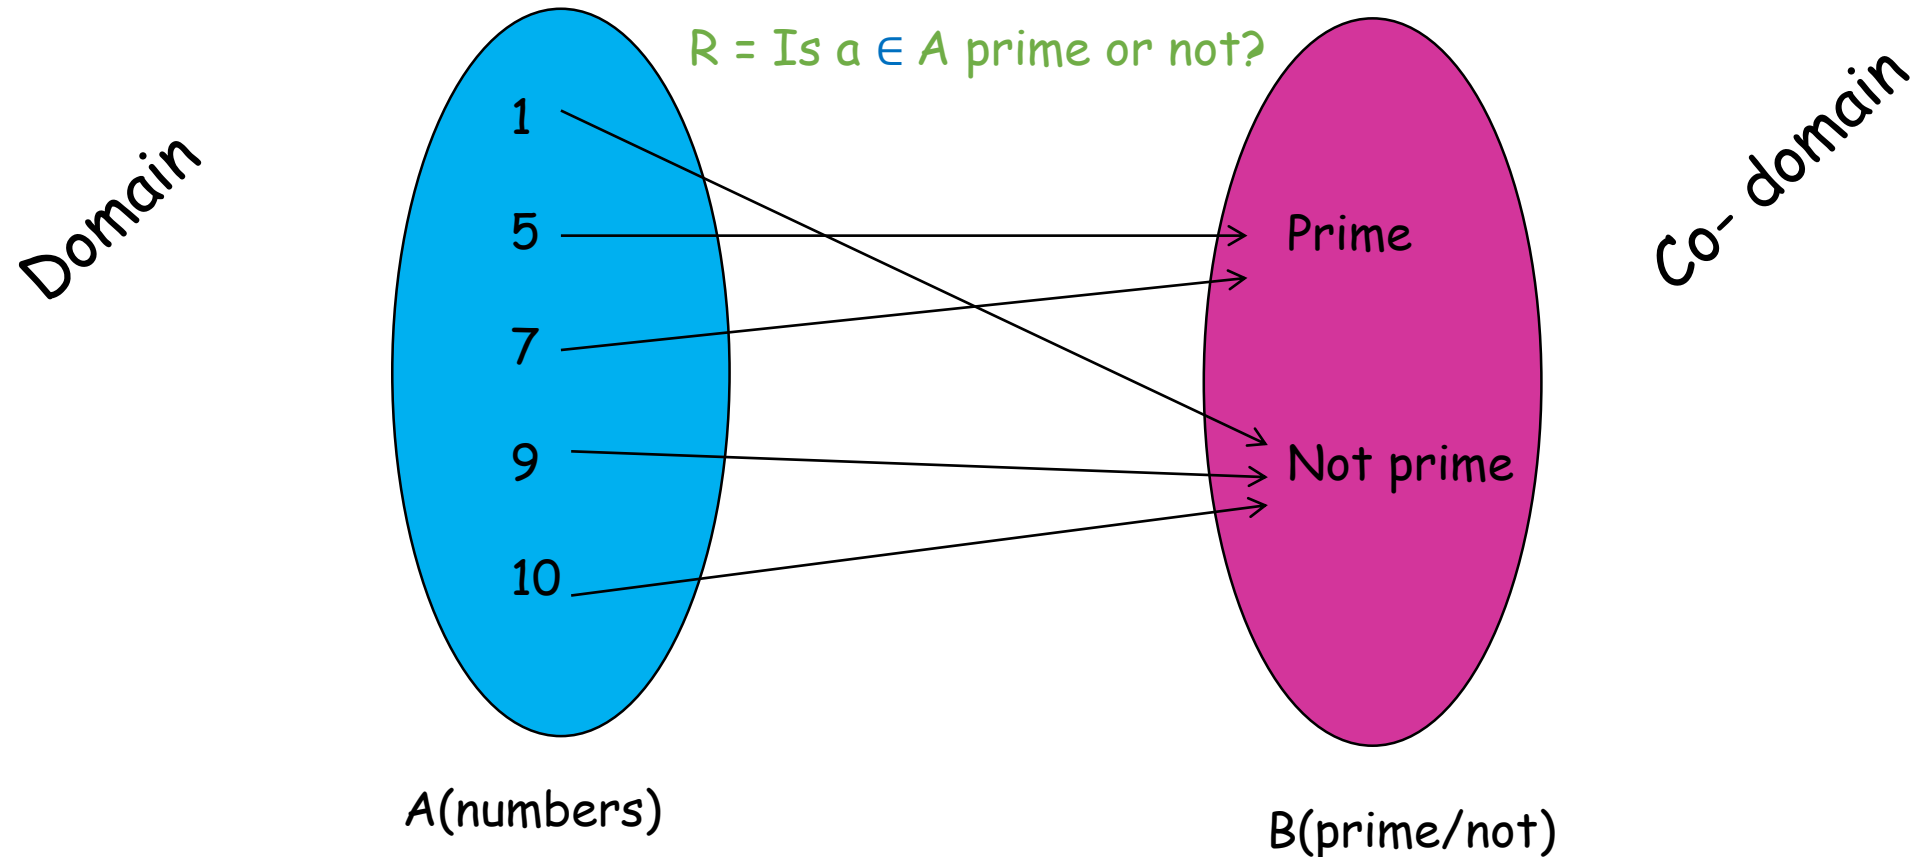 R = Is a ∈ A prime or not?
Domain
Co- domain
1
5
7
9
10
Prime
Not prime
A(numbers)
B(prime/not)